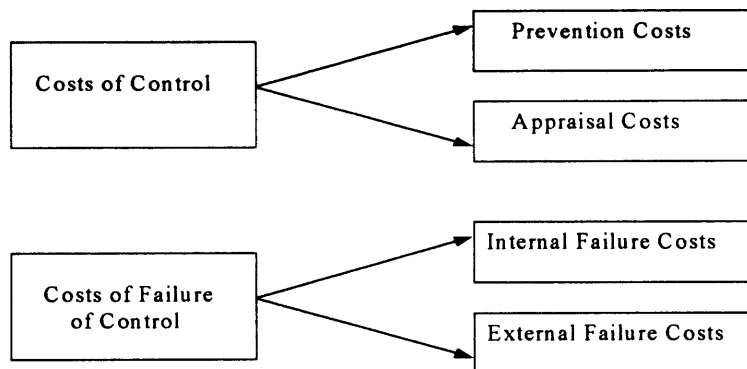 Prevention Costs
Costs of Control
Appraisal Costs
Internal Failure Costs
Costs of Failure
of Control
External Failure Costs